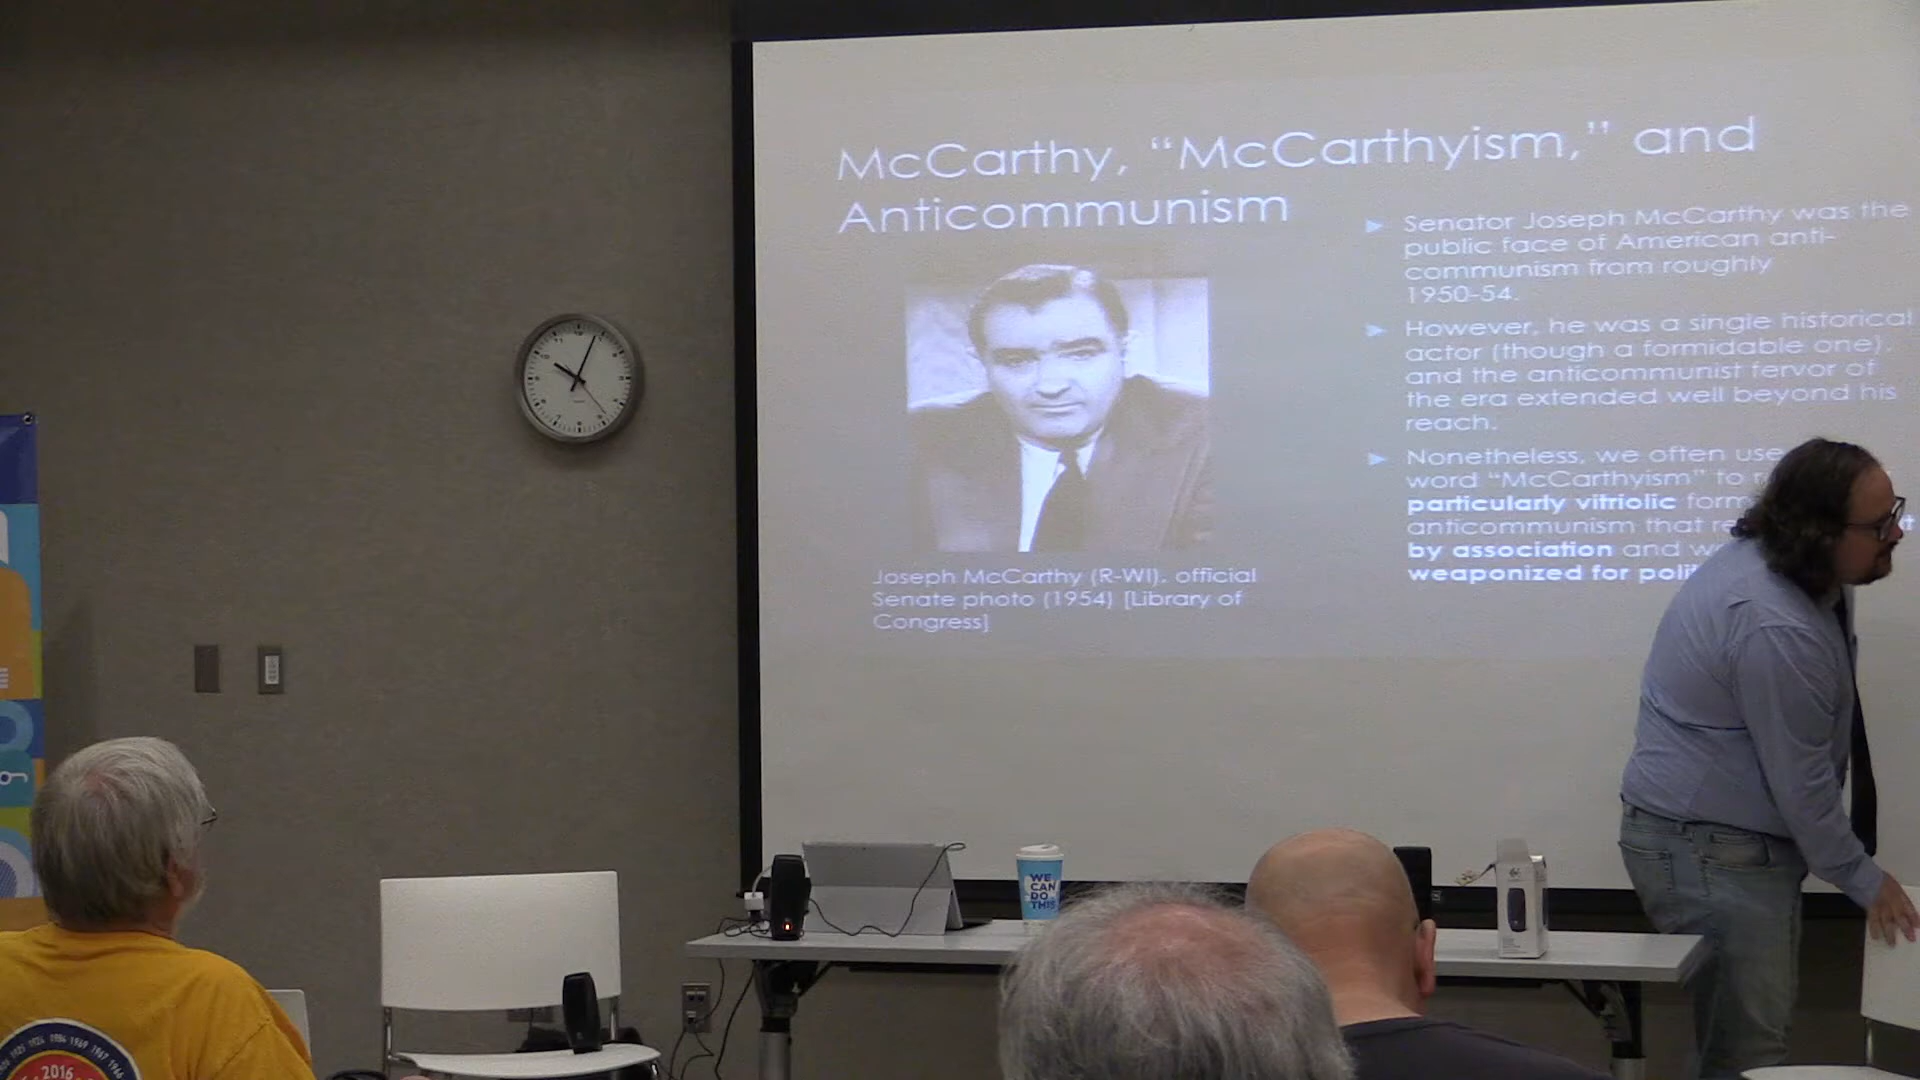 McCarthy, “McCarthyism,” and
Anticommunism
Senator Joseph McCarthy was the
public face of American anti-
communism from roughly
1950-54.
However, he was a single historical
actor (though a formidable one),
and the anticommunist fervor of
the era extended well beyond his
reach.
Nonetheless, we often use
word “McCarthyism” to
particularly vitriolic form
anticommunism that
by association and
weaponized for
Joseph McCarthy (R-WI), official
Senate photo (1954) [Library of
Congress]
WE
CAN
DO
THIS
1969 1967
2016